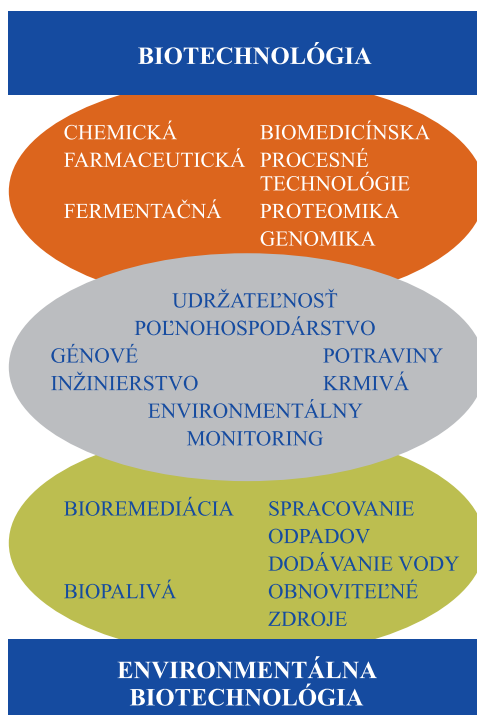 BIOTECHNOLÓGIA
CHEMICKÁ BIOMEDICÍNSKA
FARMACEUTICKÁ PROCESNÉ
TECHNOLÓGIE
FERMENTAČNÁ PROTEOMIKA
GENOMIKA
UDRŽATEĽNOSŤ
POĽNOHOSPODÁRSTVO
GÉNOVÉ POTRAVINY
INŽINIERSTVO KRMIVÁ
ENVIRONMENTÁLNY
MONITORING
BIOREMEDIÁCIA SPRACOVANIE
ODPADOV
DODÁVANIE VODY
BIOPALIVÁ OBNOVITEĽNÉ
ZDROJE
ENVIRONMENTÁLNA
BIOTECHNOLÓGIA